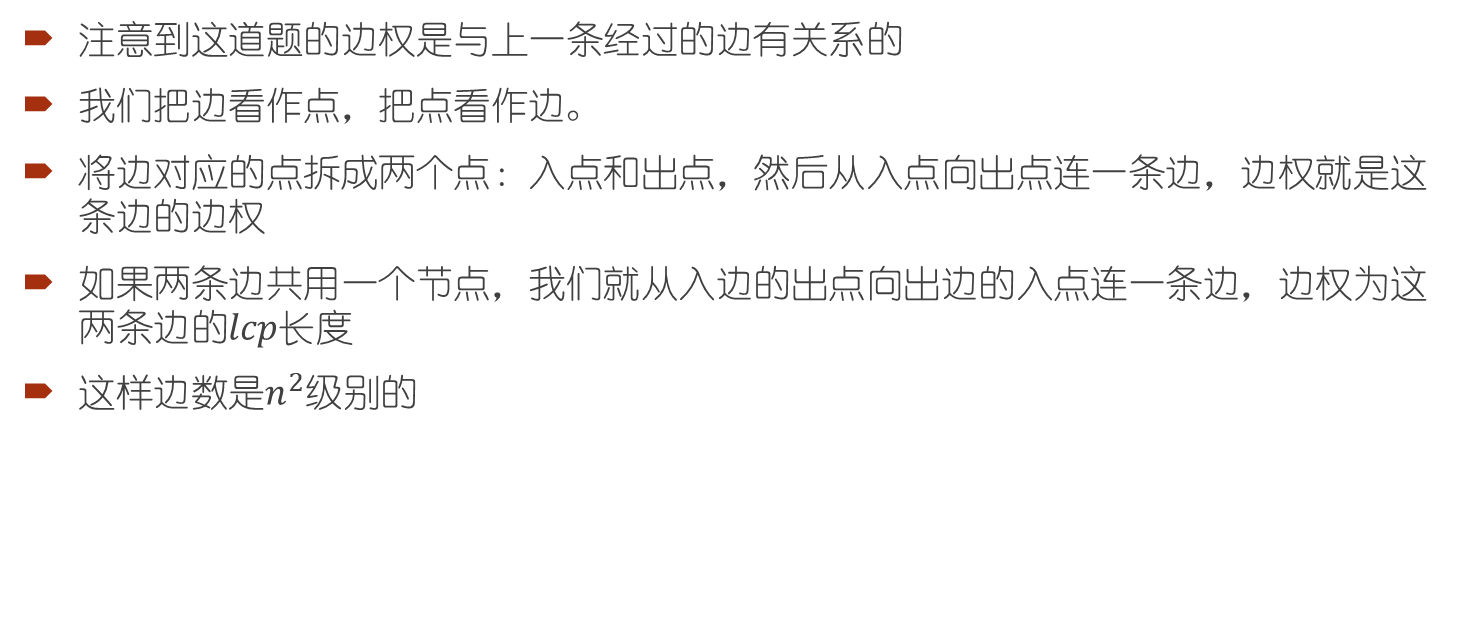 注意到这道题的边权是与上一条经过的边有关系的
我们把边看作点，把点看作边。
将边对应的点拆成两个点：入点和出点，然后从入点向出点连一条边，边权就是这
条边的边权
如果两条边共用一个节点，我们就从入边的出点向出边的入点连一条边，边权为这
两条边的lcp长度
这样边数是n²级别的